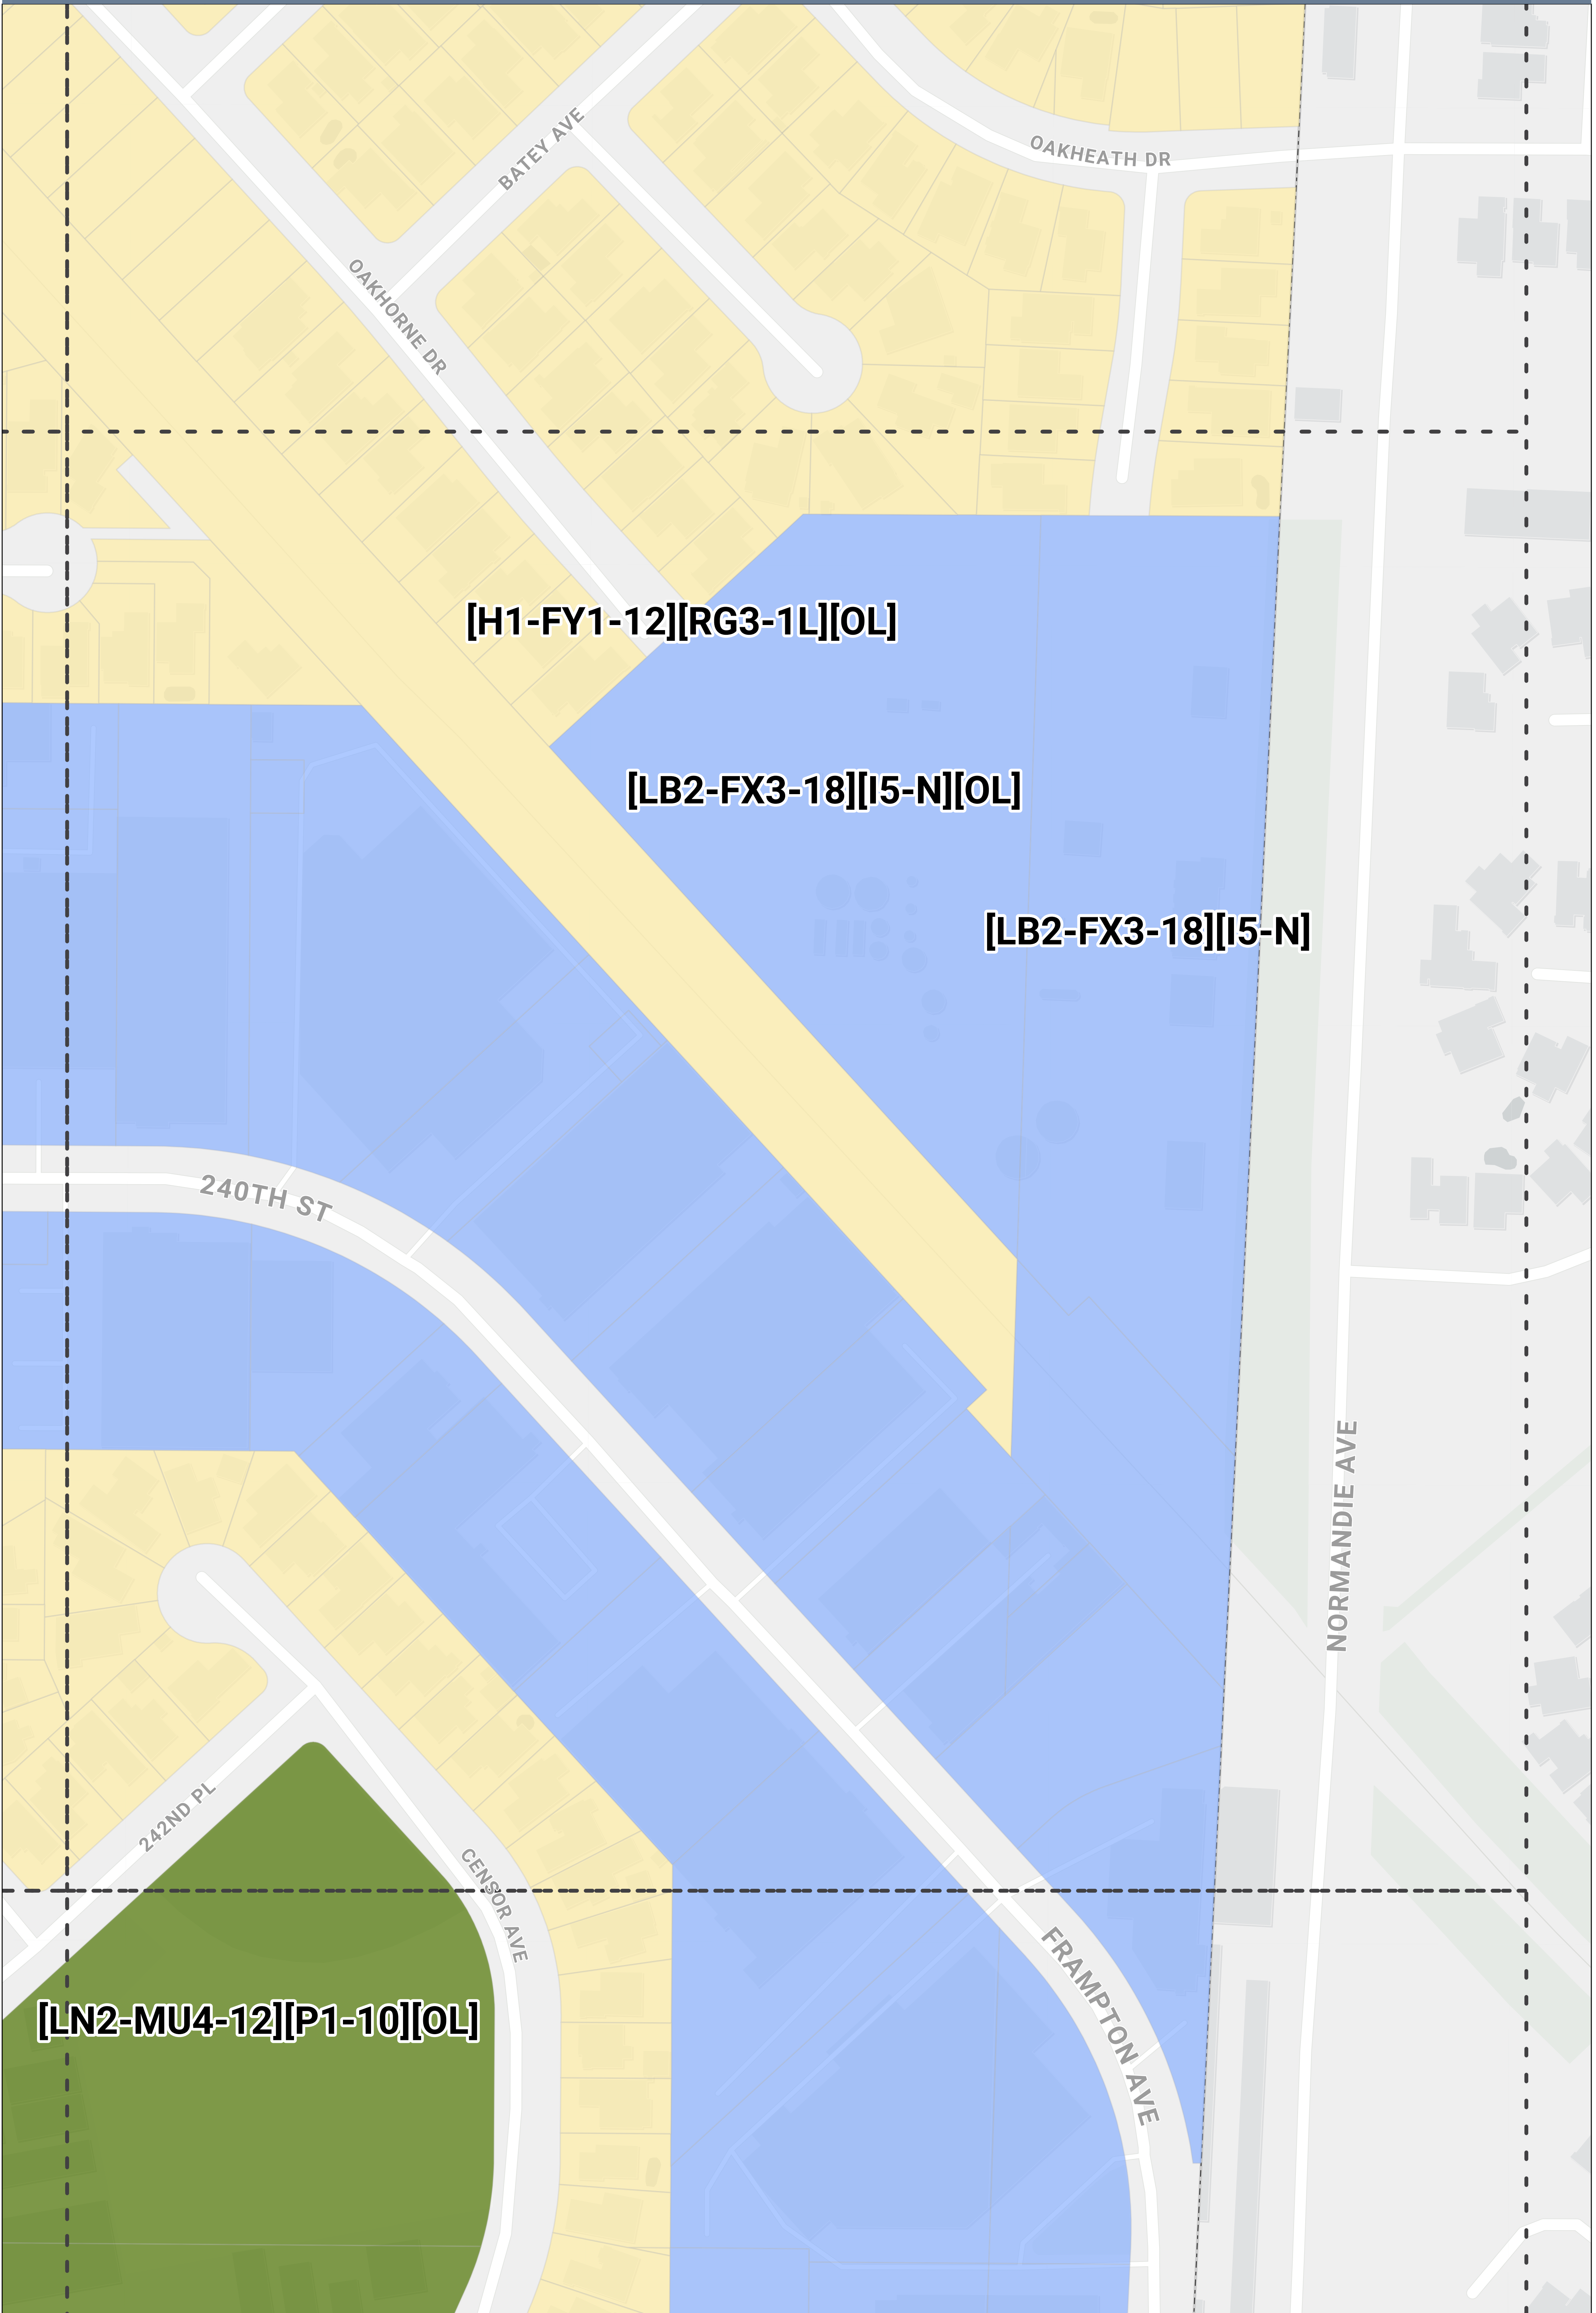 BATEY AVE
OAKHEATH DR
OAKHORNE DR
[H1-FY1-12][RG3-1L][OL]
[LB2-FX3-18][I5-N][OL]
[LB2-FX3-18][I5-N]
240TH ST
NORMANDIE AVE
242ND PL
CENSOR AVE
FRAMPTON AVE
[LN2-MU4-12][P1-10][OL]